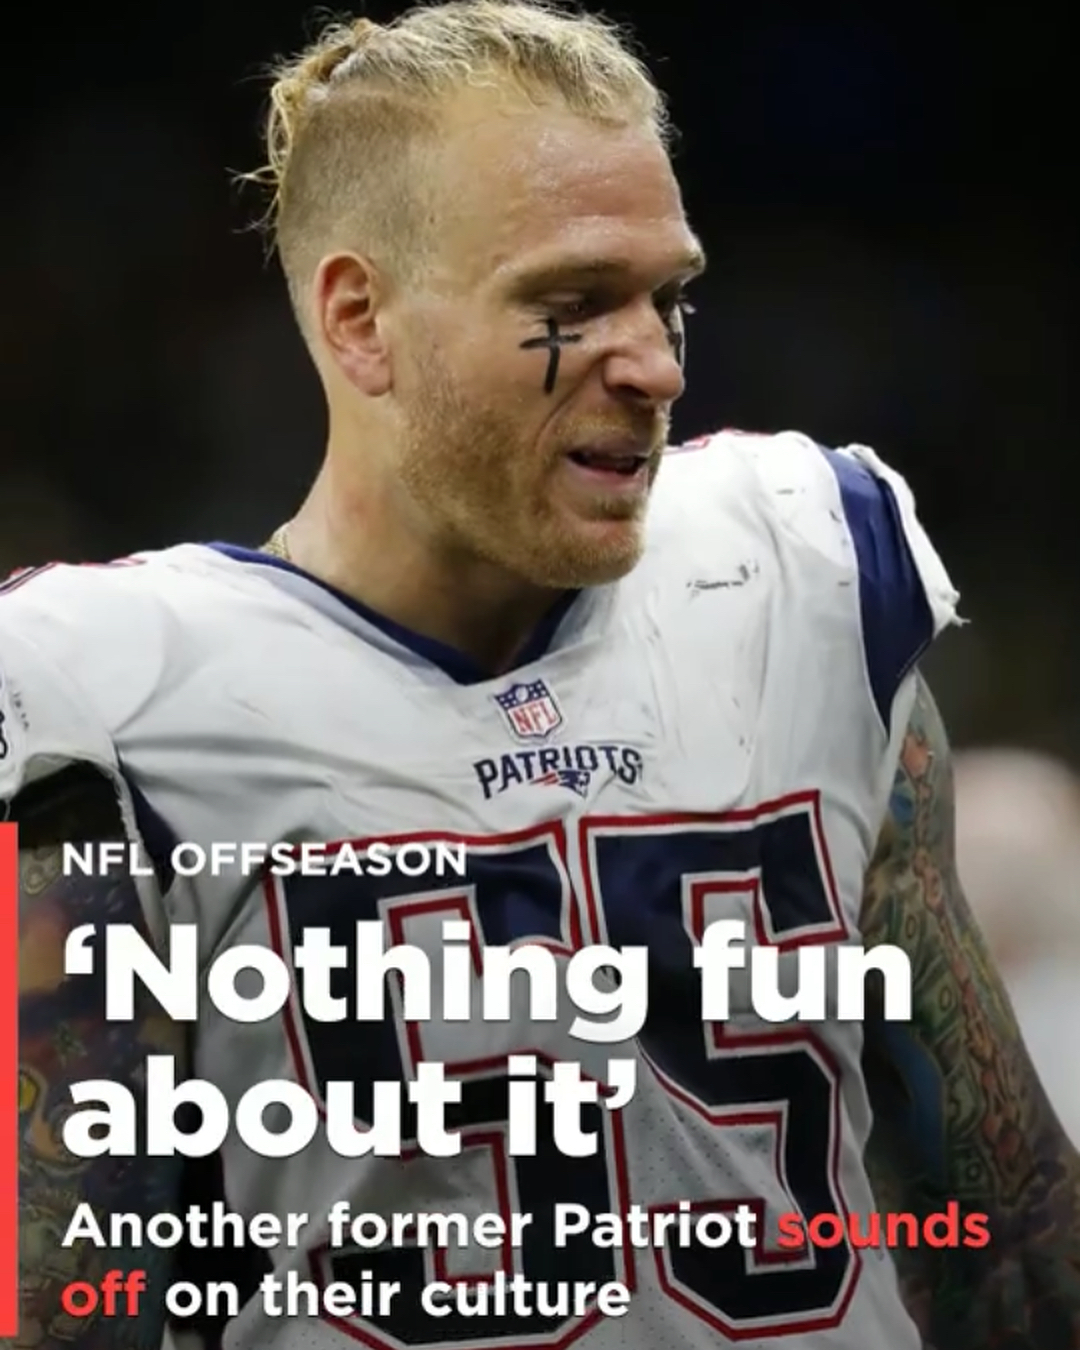 NFL
PATRIOTS
55
NFL OFFSEASON
‘Nothing fun
about it’
Another former Patriot sounds
off on their culture